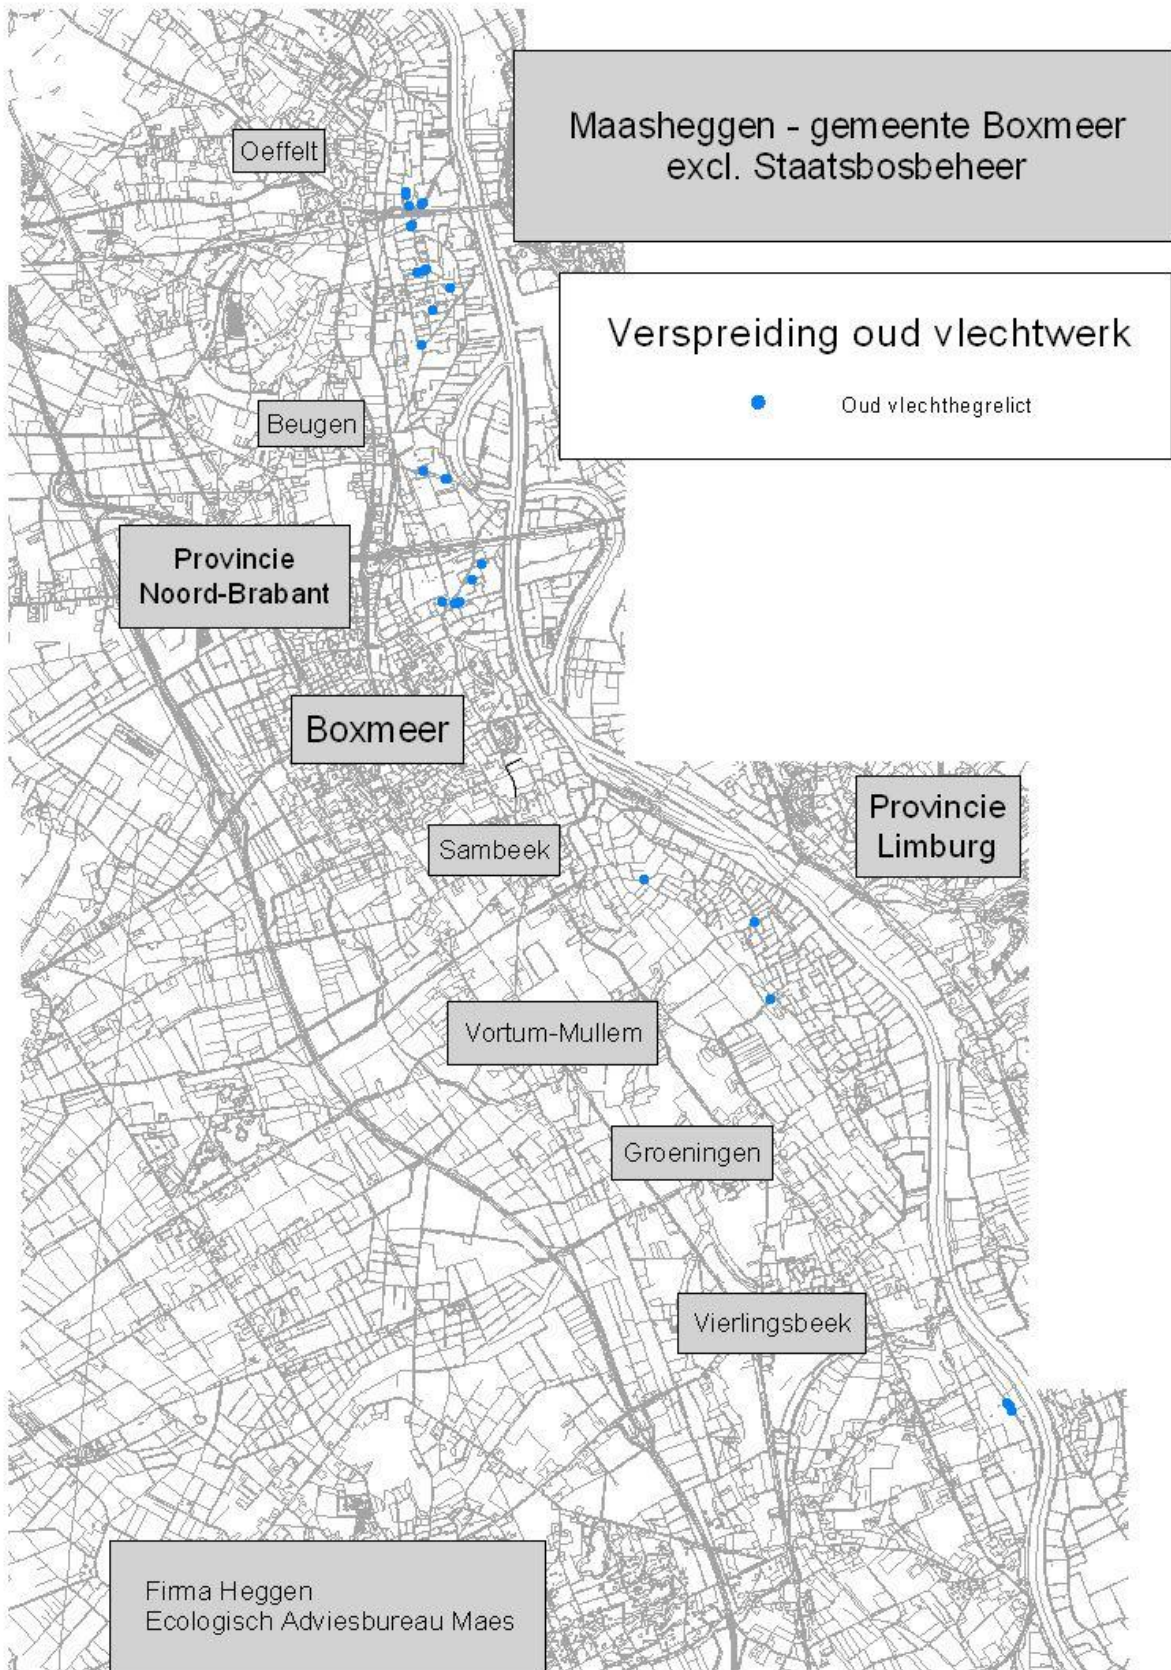 Maasheggen - gemeente Boxmeer
excl. Staatsbosbeheer
Oeffelt
Verspreiding oud vlechtwerk
Oud vlechthegrelict
Beugen
Provincie
Noord-Brabant
Boxmeer
Provincie
Limburg
Sambeek
Vortum-Mullem
Groeningen
Vierlingsbeek
Firma Heggen
Ecologisch Adviesbureau Maes